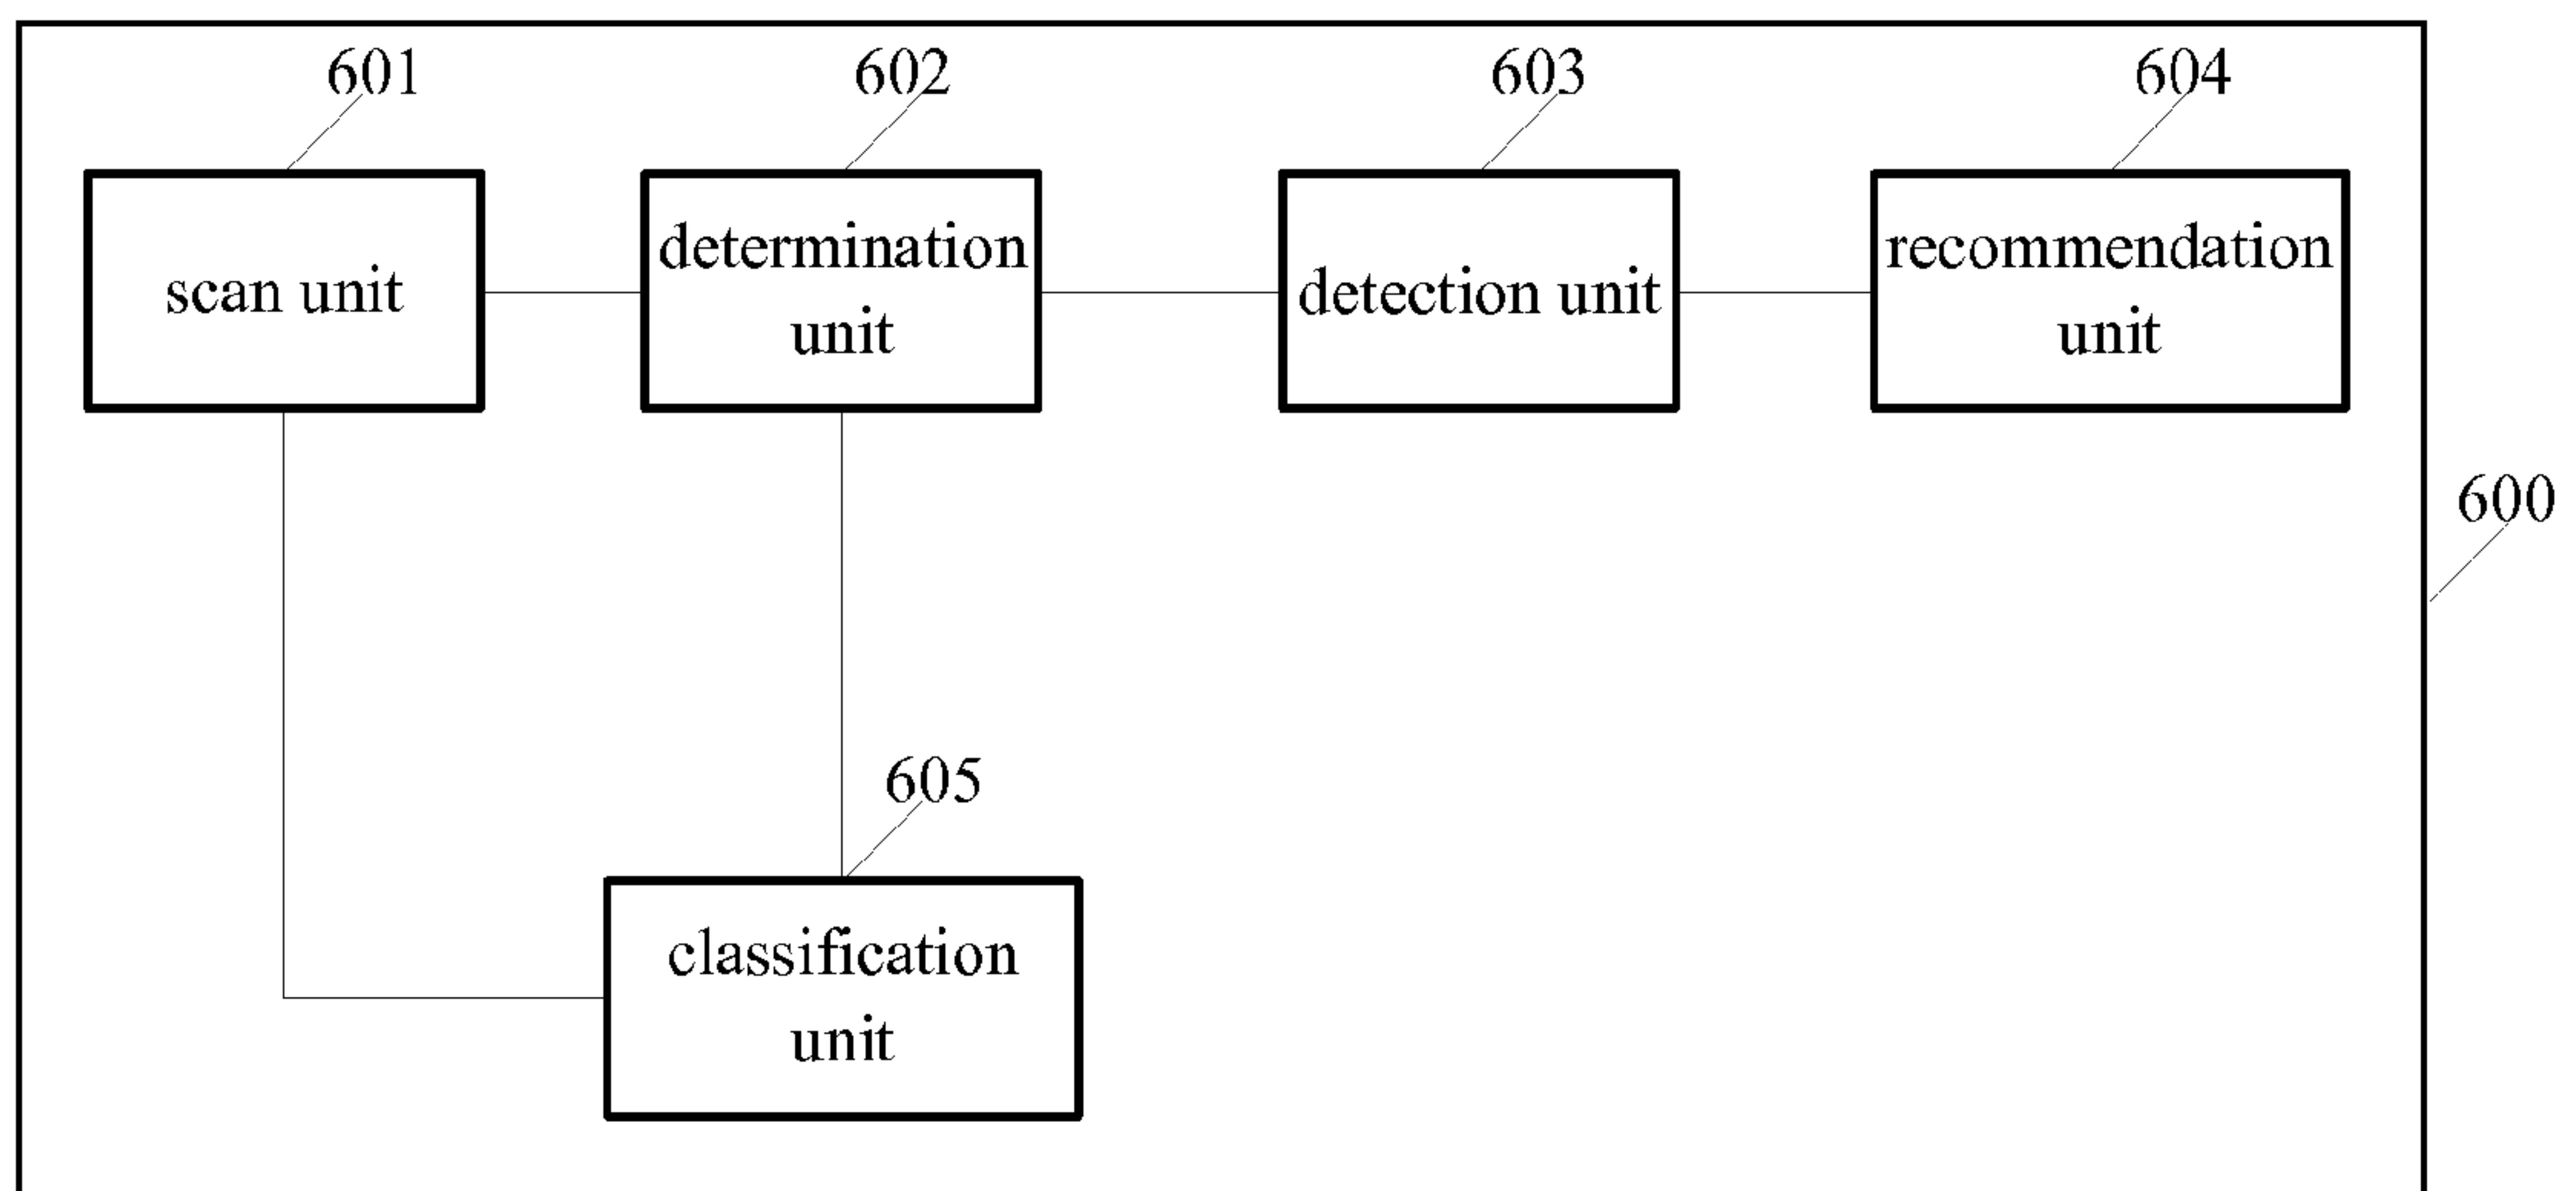 601
602
603
604
scan unit
determination
unit
detection unit
recommendation
unit
600
605
classification
unit